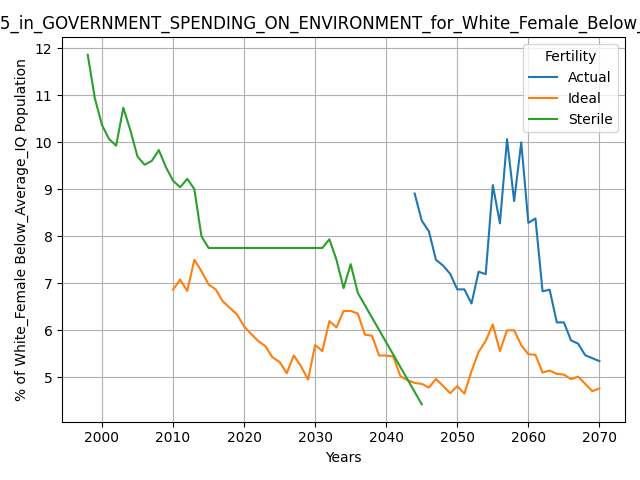 5_in_GOVERNMENT_SPENDING_ON_ENVIRONMENT_for_White_Female_Below_
% of White_Female Below_Average_IQ Population
12
11
10
9
8
7
6
5
Fertility
Actual
Ideal
Sterile
2000
2010
2020
2030
2040
2050
2060
2070
Years